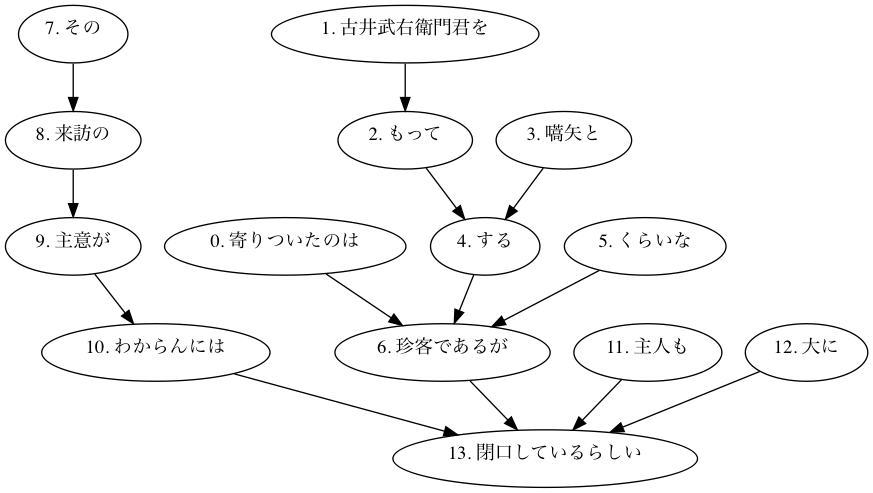 7. その
1. 古井武右衛門君を
8. 来訪の
2. もって
3. 嚆矢と
9. 主意が
0. 寄りついたのは
4. する
5. くらいな
10. わからんには
6. 珍客であるが
11. 主人も
12. 大に
13. 閉口しているらしい